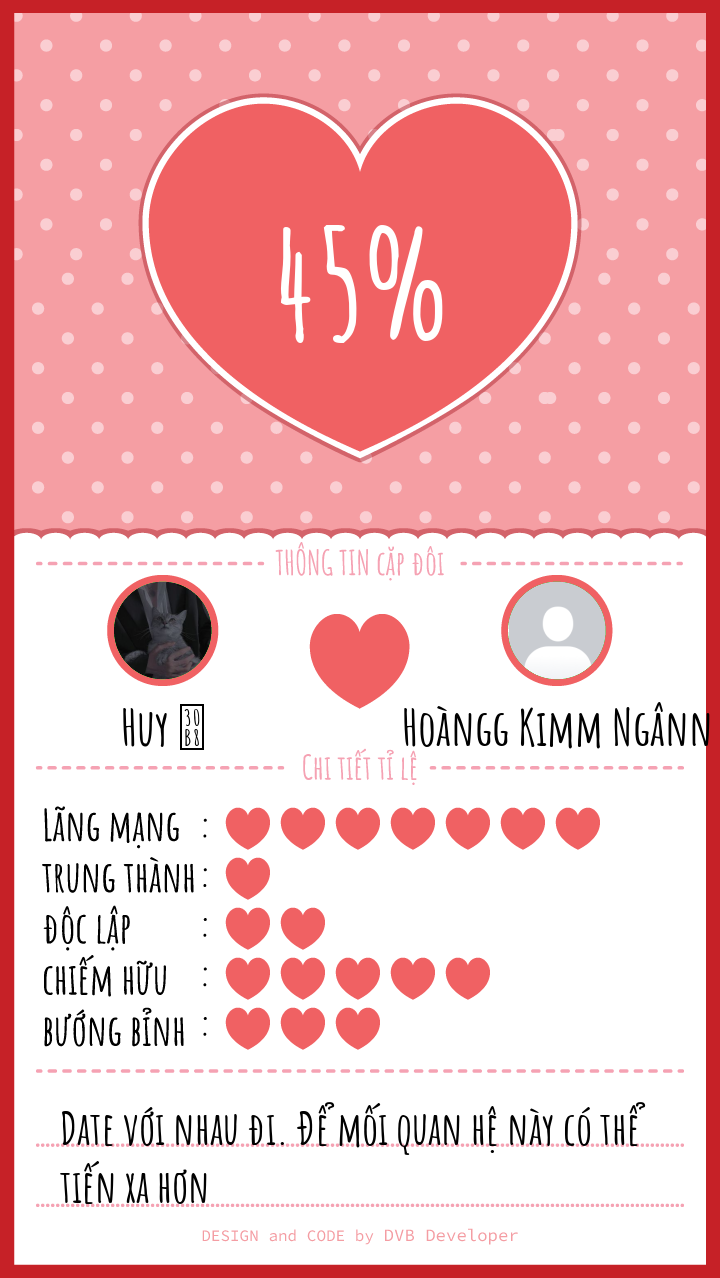 45%
THÔNG TIN CẶP ĐÔI
Huy 
Hoàngg Kimm Ngânn
Chi tiết tỉ lệ
Lãng mạng :
trung thành :
độc lập :
chiếm hữu :
bướng bỉnh :
Date với nhau đi. Để mối quan hệ này có thể
tiến xa hơn
DESIGN and CODE by DVB Developer